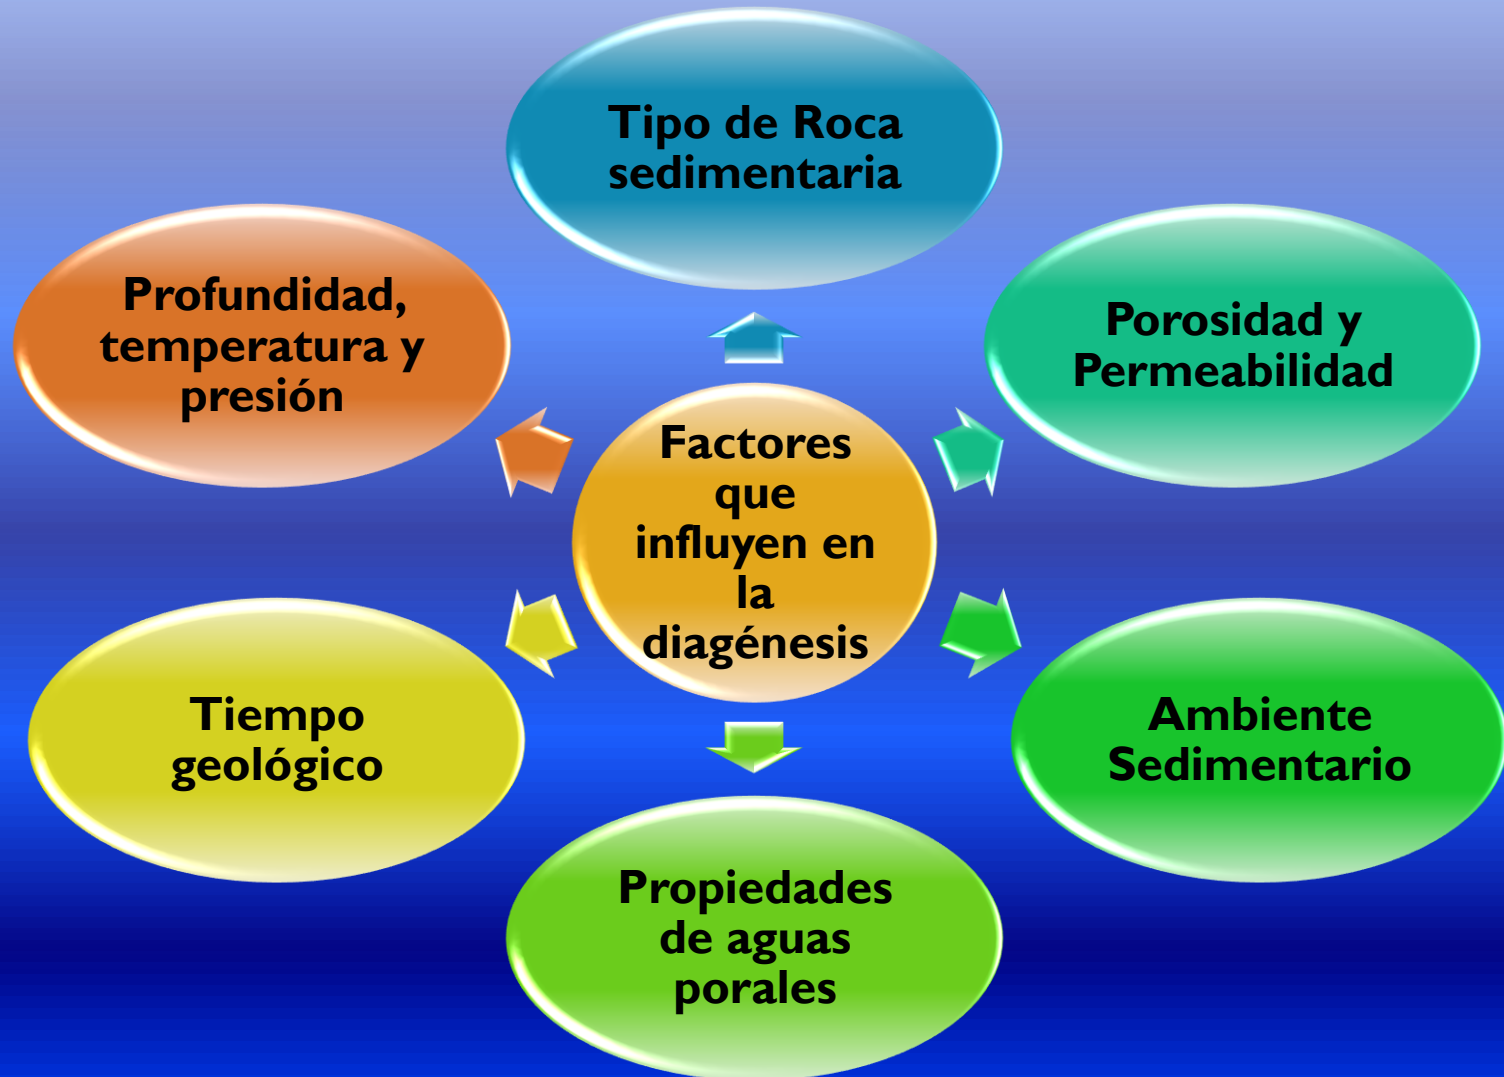 Tipo de Roca
sedimentaria
Profundidad,
temperatura y
presión
Porosidad y
Permeabilidad
Factores
que
influyen en
la
diagénesis
Tiempo
geológico
Ambiente
Sedimentario
Propiedades
de aguas
porales